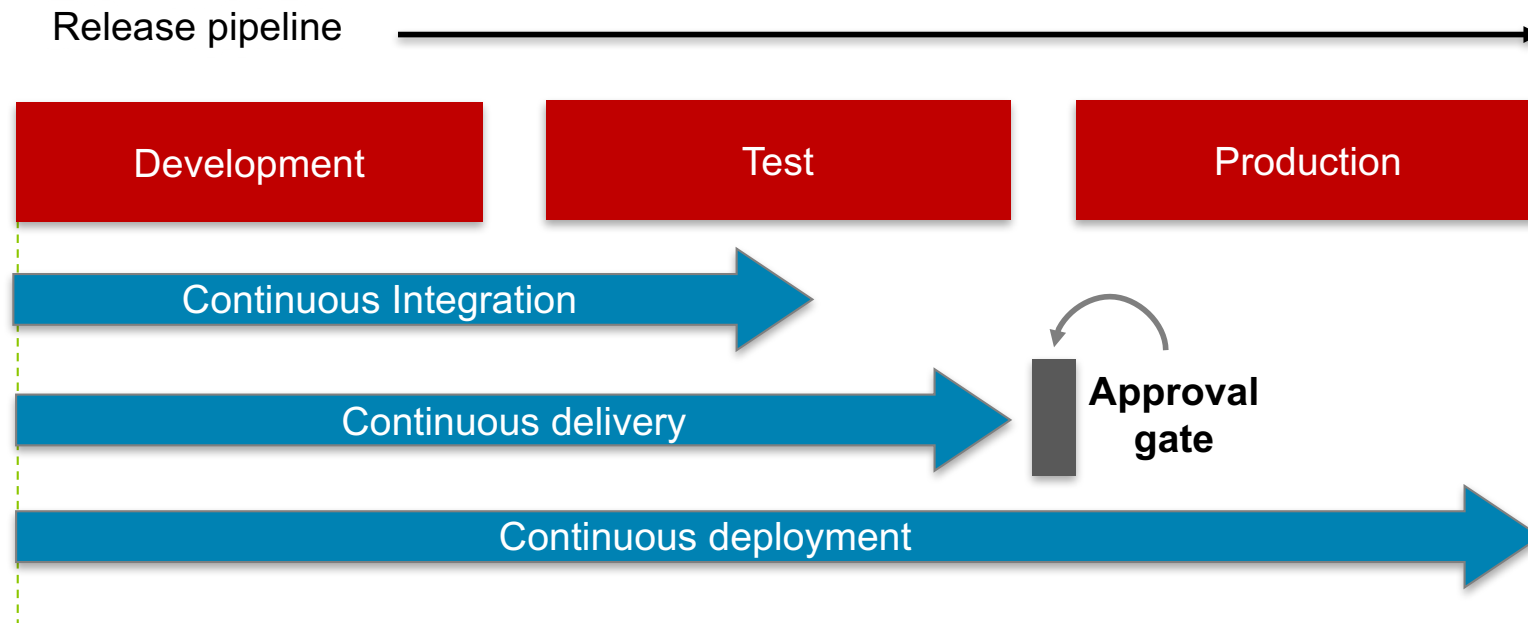 Release pipeline
Development
Test
Production
Continuous Integration
Continuous delivery
Approval
gate
Continuous deployment